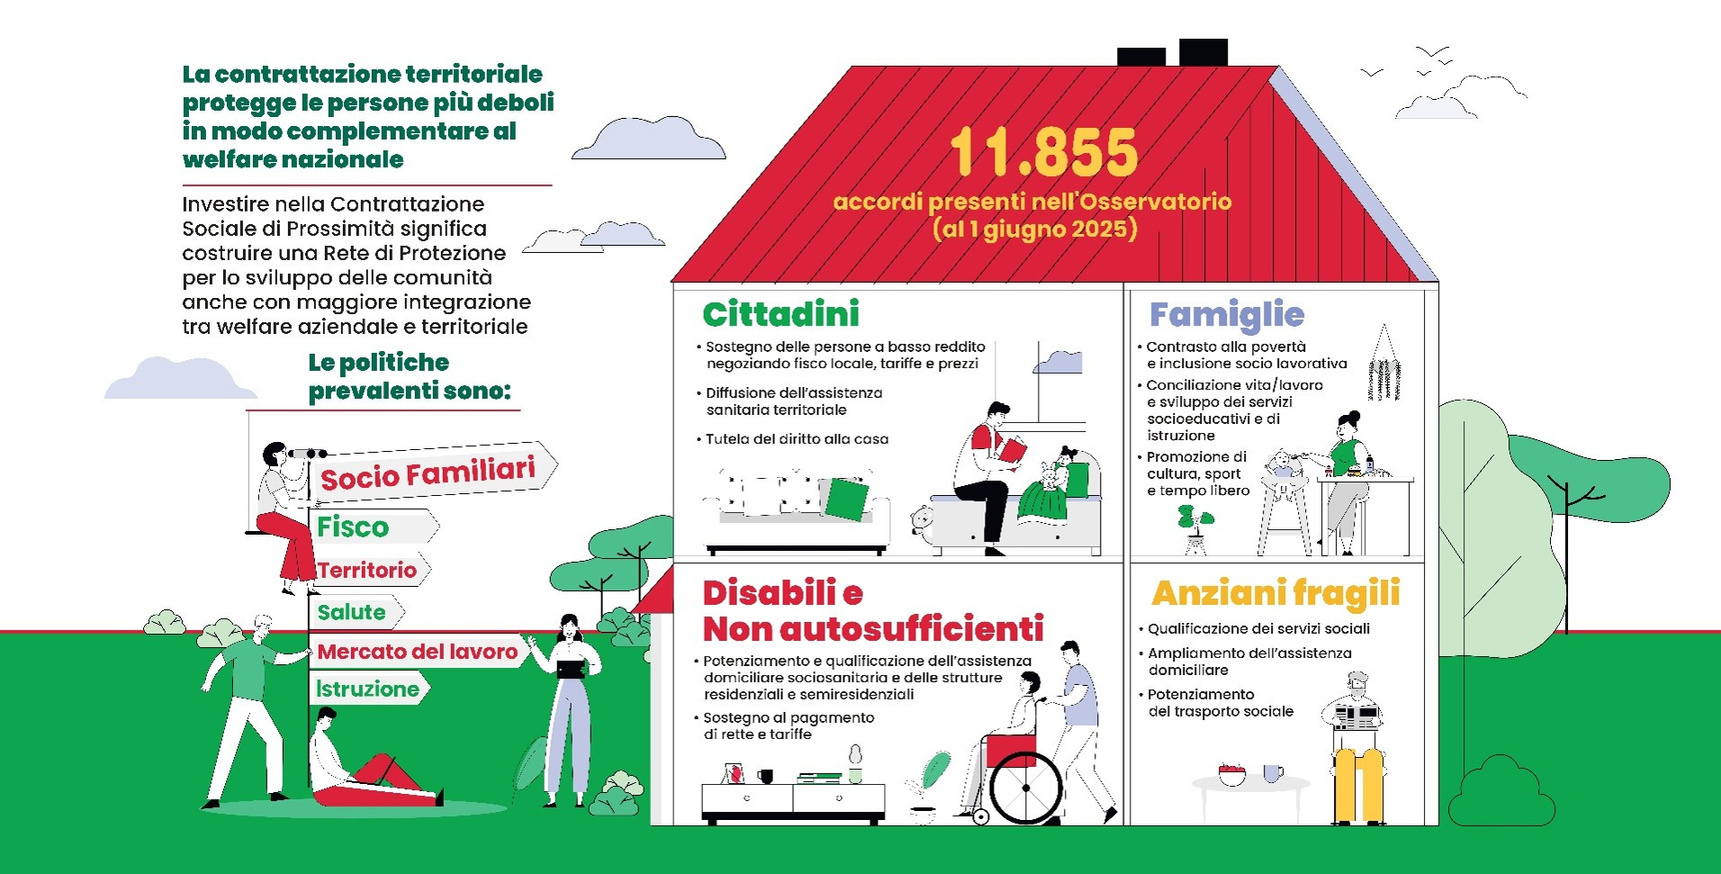 La contrattazione territoriale
protegge le persone più deboli
in modo complementare al
welfare nazionale
Investire nella Contrattazione
Sociale di Prossimità significa
costruire una Rete di Protezione
per lo sviluppo delle comunità
anche con maggiore integrazione
tra welfare aziendale e territoriale
Le politiche
prevalenti sono:
Socio Familiari
Fisco
Territorio
Salute
Mercato del lavoro
Istruzione
11.855
accordi presenti nell'Osservatorio
(al 1 giugno 2025)
Cittadini
• Sostegno delle persone a basso reddito
negoziando fisco locale, tariffe e prezzi
• Diffusione dell'assistenza
sanitaria territoriale
• Tutela del diritto alla casa
Famiglie
• Contrasto alla povertà
e inclusione socio lavorativa
• Conciliazione vita/lavoro
e sviluppo dei servizi
socioeducativi e di
istruzione
• Promozione di
cultura, sport
e tempo libero
Disabili e
Non autosufficienti
• Potenziamento e qualificazione dell'assistenza
domiciliare sociosanitaria e delle strutture
residenziali e semiresidenziali
• Sostegno al pagamento
di rette e tariffe
Anziani fragili
• Qualificazione dei servizi sociali
• Ampliamento dell'assistenza
domiciliare
• Potenziamento
del trasporto sociale